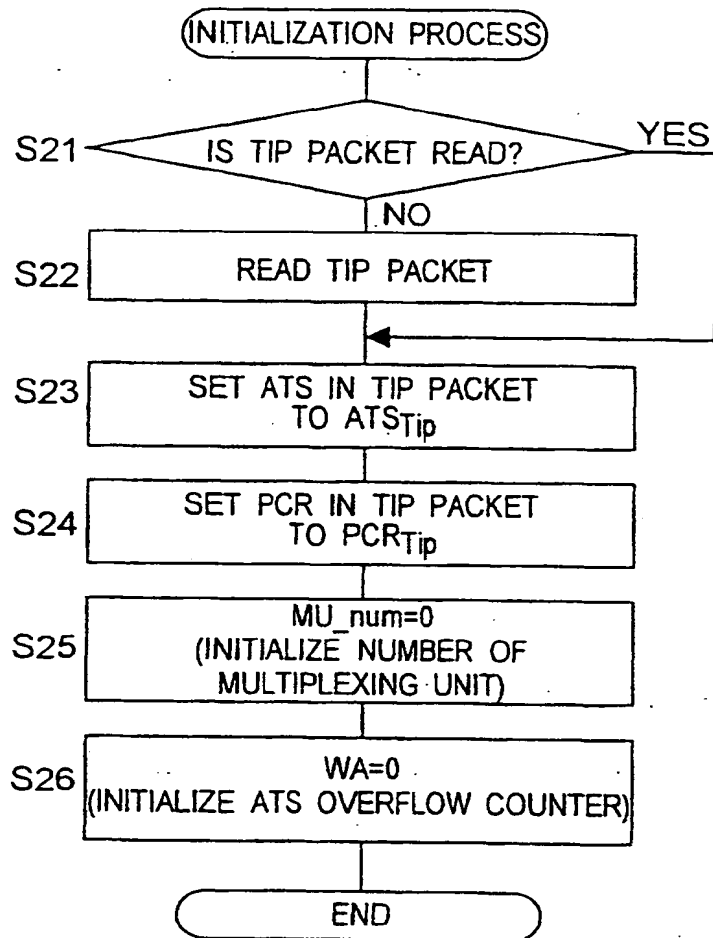 INITIALIZATION PROCESS
S21
IS TIP PACKET READ?
YES
NO
S22
READ TIP PACKET
S23
SET ATS IN TIP PACKET
TO ATSTip
S24
SET PCR IN TIP PACKET
TO PCRTip
S25
MU_num=0
(INITIALIZE NUMBER OF
MULTIPLEXING UNIT)
S26
WA=0
(INITIALIZE ATS OVERFLOW COUNTER)
END